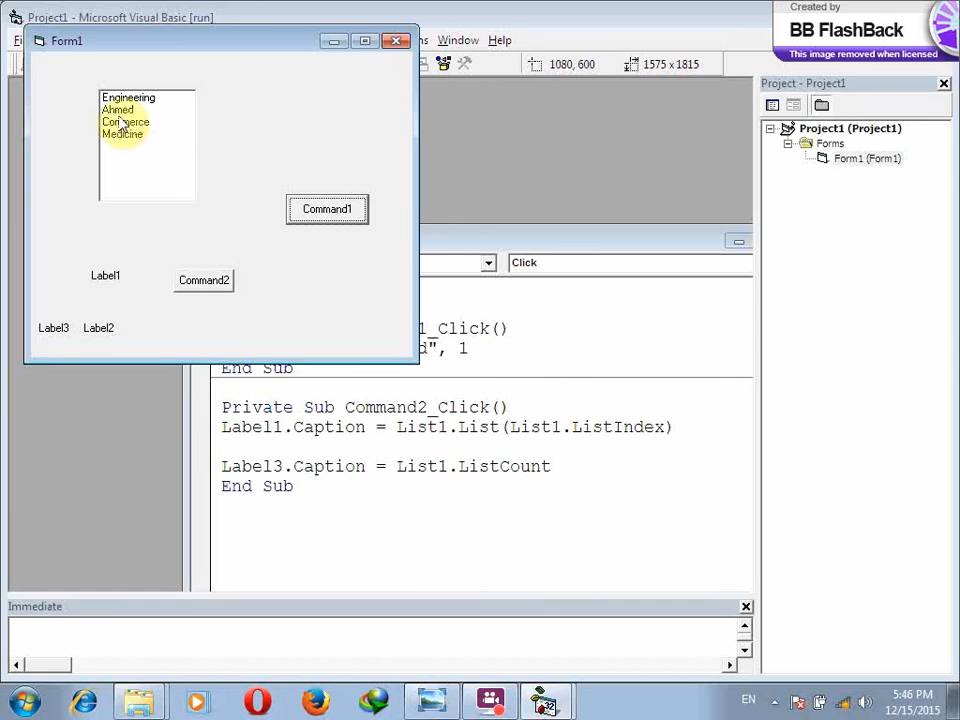 Project1 - Microsoft Visual Basic [run]
Created by
BB FlashBack
This image removed when licensed
Form1
Window Help
1080, 600
1575 x 1815
Project - Project1
Project1 (Project1)
Forms
Form1 (Form1)
Engineering
Ahmed
Commerce
Medicine
Command1
Label1
Command2
Label3 Label2
Click
1_Click()
d", 1
End Sub
Private Sub Command2_Click()
Label1.Caption = List1.List(List1.ListIndex)
Label3.Caption = List1.ListCount
End Sub
Immediate
EN
5:46 PM
12/15/2015